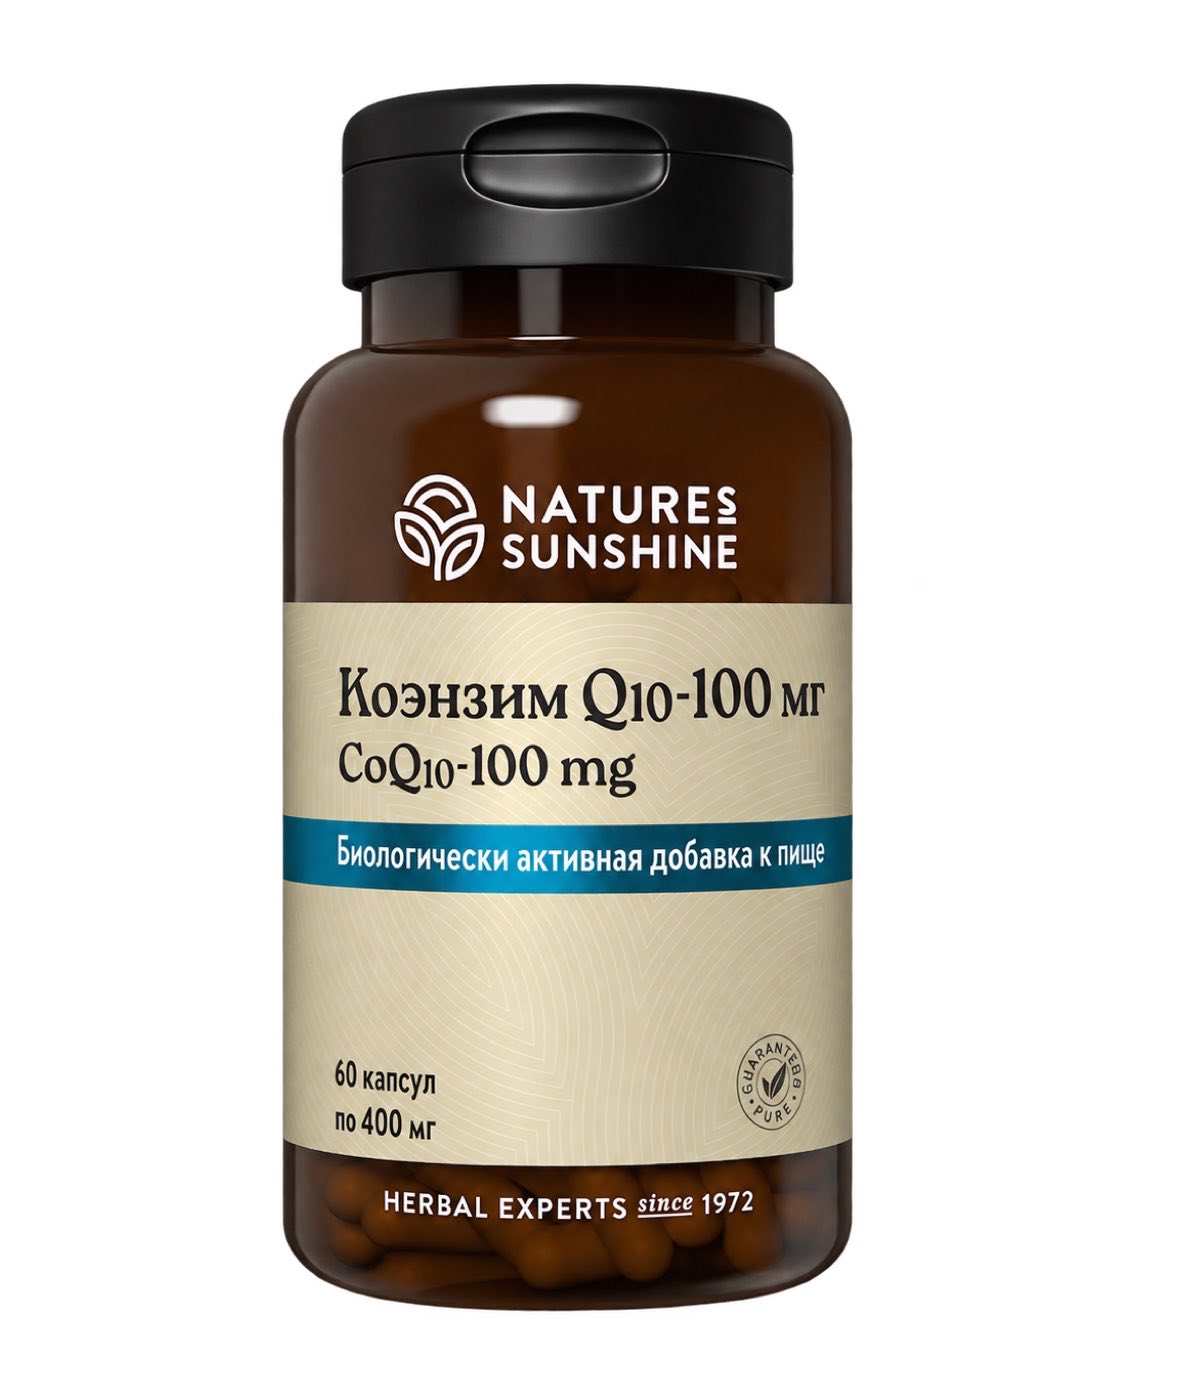 NATURES
SUNSHINE
Коэнзим Q10-100 мг
CoQ10-100 mg
Биологически активная добавка к пище
60 капсул
по 400 мг
PURE
HERBAL EXPERTS since 1972